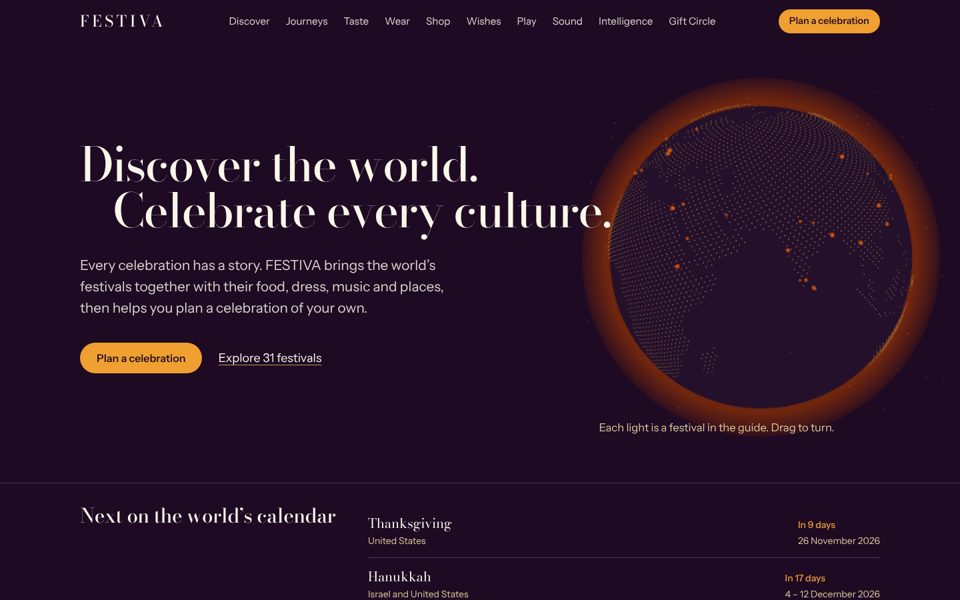 FESTIVA
Discover Journeys Taste Wear Shop Wishes Play Sound Intelligence Gift Circle
Plan a celebration
Discover the world.
Celebrate every culture.
Every celebration has a story. FESTIVA brings the world’s
festivals together with their food, dress, music and places,
then helps you plan a celebration of your own.
Plan a celebration
Explore 31 festivals
Each light is a festival in the guide. Drag to turn.
Next on the world’s calendar
Thanksgiving
United States
In 9 days
26 November 2026
Hanukkah
Israel and United States
In 17 days
4 – 12 December 2026